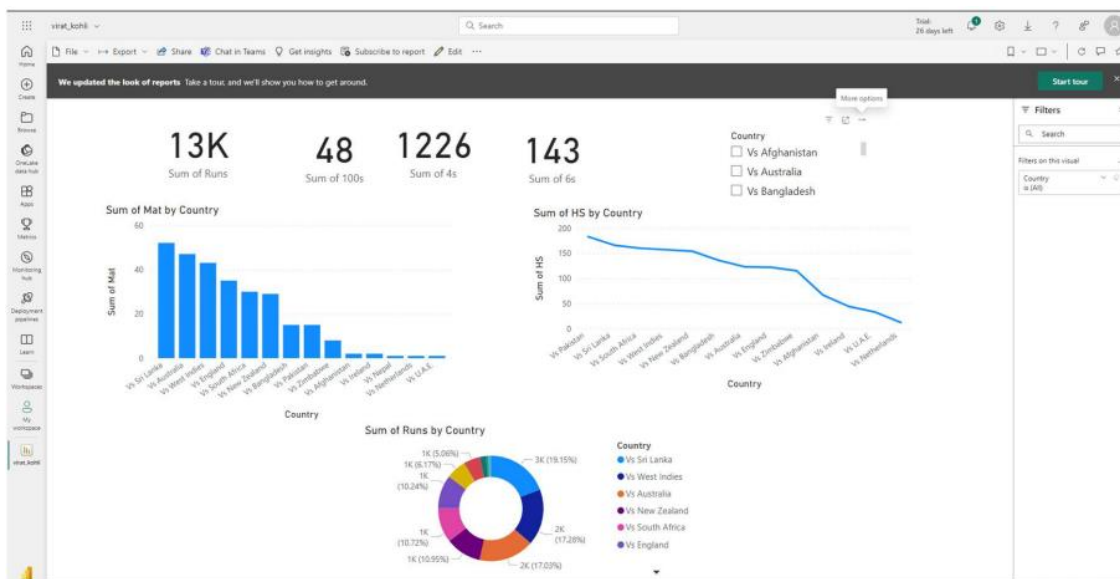 virat_kohli
Search
Trial:
26 days left
File
Export
Share
Chat in Teams
Get insights
Subscribe to report
Edit
Home
Create
Browse
OneLake
data hub
Apps
Metrics
Monitoring
hub
Deployment
pipelines
Learn
Workspaces
My
workspace
virat_kohli
We updated the look of reports Take a tour, and we'll show you how to get around.
Start tour
More options
13K
Sum of Runs
48
Sum of 100s
1226
Sum of 4s
143
Sum of 6s
Country
Vs Afghanistan
Vs Australia
Vs Bangladesh
Filters
Search
Filters on this visual
Country
is (All)
Sum of Mat by Country
Sum of Mat
60
40
20
0
Vs Sri Lanka
Vs Australia
Vs West Indies
Vs England
Vs South Africa
Vs New Zealand
Vs Bangladesh
Vs Pakistan
Vs Zimbabwe
Vs Afghanistan
Vs Ireland
Vs Nepal
Vs Netherlands
Vs U.A.E.
Country
Sum of HS by Country
Sum of HS
200
150
100
50
0
Vs Pakistan
Vs Sri Lanka
Vs South Africa
Vs West Indies
Vs New Zealand
Vs Bangladesh
Vs Australia
Vs England
Vs Zimbabwe
Vs Afghanistan
Vs Ireland
Vs U.A.E.
Vs Netherlands
Country
Sum of Runs by Country
1K (5.06%)
1K (6.17%)
1K
(10.24%)
1K
(10.72%)
1K (10.95%)
3K (19.15%)
2K
(17.28%)
2K (17.03%)
Country
Vs Sri Lanka
Vs West Indies
Vs Australia
Vs New Zealand
Vs South Africa
Vs England